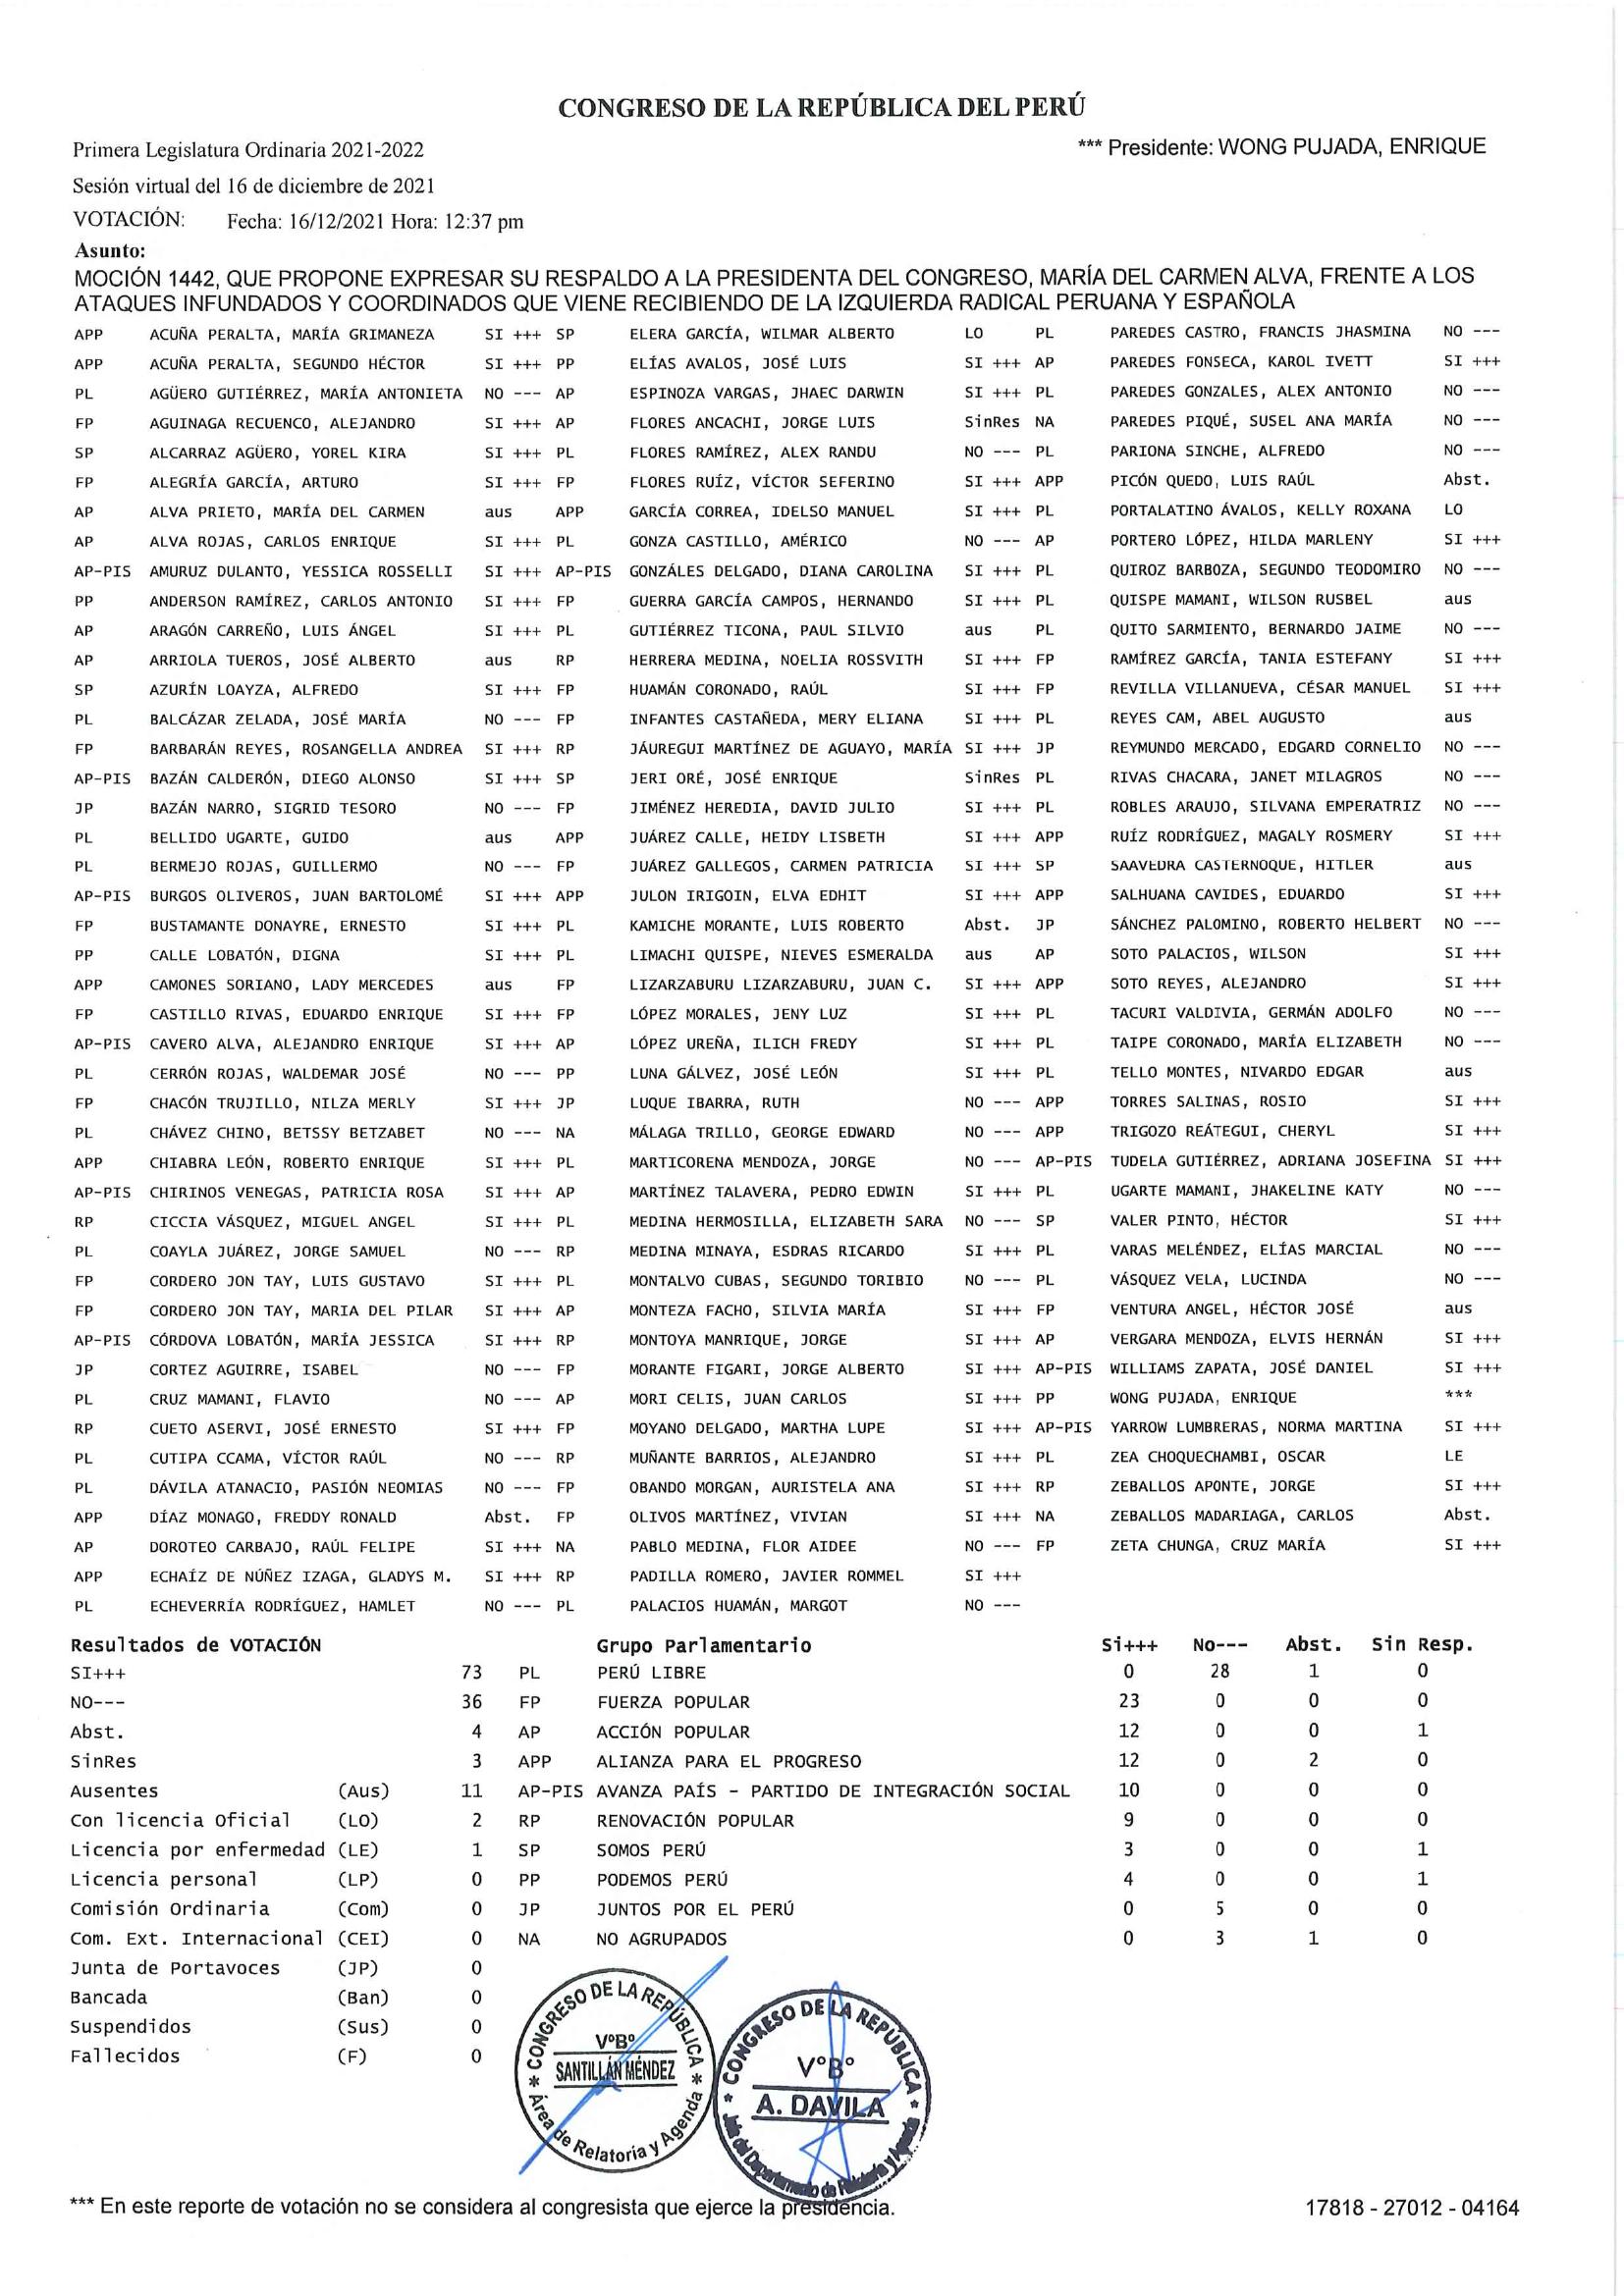 CONGRESO DE LA REPÚBLICA DEL PERÚ
Primera Legislatura Ordinaria 2021-2022
*** Presidente: WONG PUJADA, ENRIQUE
Sesión virtual del 16 de diciembre de 2021
VOTACIÓN: Fecha: 16/12/2021 Hora: 12:37 pm
Asunto:
MOCIÓN 1442, QUE PROPONE EXPRESAR SU RESPALDO A LA PRESIDENTA DEL CONGRESO, MARÍA DEL CARMEN ALVA, FRENTE A LOS
ATAQUES INFUNDADOS Y COORDINADOS QUE VIENE RECIBIENDO DE LA IZQUIERDA RADICAL PERUANA Y ESPAÑOLA
APP ACUÑA PERALTA, MARÍA GRIMANEZA SI +++ SP ELERA GARCÍA, WILMAR ALBERTO LO PL PAREDES CASTRO, FRANCIS JHASMINA NO ---
APP ACUÑA PERALTA, SEGUNDO HÉCTOR SI +++ PP ELÍAS AVALOS, JOSÉ LUIS SI +++ AP PAREDES FONSECA, KAROL IVETT SI +++
PL AGÜERO GUTIÉRREZ, MARÍA ANTONIETA NO --- AP ESPINOZA VARGAS, JHAEC DARWIN SI +++ PL PAREDES GONZALES, ALEX ANTONIO NO ---
FP AGUINAGA RECUENCO, ALEJANDRO SI +++ AP FLORES ANCACHI, JORGE LUIS SinRes NA PAREDES PIQUÉ, SUSEL ANA MARÍA NO ---
SP ALCARRAZ AGÜERO, YOREL KIRA SI +++ PL FLORES RAMÍREZ, ALEX RANDU NO --- PL PARIONA SINCHE, ALFREDO NO ---
FP ALEGRÍA GARCÍA, ARTURO SI +++ FP FLORES RUÍZ, VÍCTOR SEFERINO SI +++ APP PICÓN QUEDO, LUIS RAÚL Abst.
AP ALVA PRIETO, MARÍA DEL CARMEN aus APP GARCÍA CORREA, IDELSO MANUEL SI +++ PL PORTALATINO ÁVALOS, KELLY ROXANA LO
AP ALVA ROJAS, CARLOS ENRIQUE SI +++ PL GONZA CASTILLO, AMÉRICO NO --- AP PORTERO LÓPEZ, HILDA MARLENY SI +++
AP-PIS AMURUZ DULANTO, YESSICA ROSSELLI SI +++ AP-PIS GONZÁLES DELGADO, DIANA CAROLINA SI +++ PL QUIROZ BARBOZA, SEGUNDO TEODOMIRO NO ---
PP ANDERSON RAMÍREZ, CARLOS ANTONIO SI +++ FP GUERRA GARCÍA CAMPOS, HERNANDO SI +++ PL QUISPE MAMANI, WILSON RUSBEL aus
AP ARAGÓN CARREÑO, LUIS ÁNGEL SI +++ PL GUTIÉRREZ TICONA, PAUL SILVIO aus PL QUITO SARMIENTO, BERNARDO JAIME NO ---
AP ARRIOLA TUEROS, JOSÉ ALBERTO aus RP HERRERA MEDINA, NOELIA ROSSVITH SI +++ FP RAMÍREZ GARCÍA, TANIA ESTEFANY SI +++
SP AZURÍN LOAYZA, ALFREDO SI +++ FP HUAMÁN CORONADO, RAÚL SI +++ FP REVILLA VILLANUEVA, CÉSAR MANUEL SI +++
PL BALCÁZAR ZELADA, JOSÉ MARÍA NO --- FP INFANTES CASTAÑEDA, MERY ELIANA SI +++ PL REYES CAM, ABEL AUGUSTO aus
FP BARBARÁN REYES, ROSANGELLA ANDREA SI +++ RP JÁUREGUI MARTÍNEZ DE AGUAYO, MARÍA SI +++ JP REYMUNDO MERCADO, EDGARD CORNELIO NO ---
AP-PIS BAZÁN CALDERÓN, DIEGO ALONSO SI +++ SP JERI ORÉ, JOSÉ ENRIQUE SinRes PL RIVAS CHACARA, JANET MILAGROS NO ---
JP BAZÁN NARRO, SIGRID TESORO NO --- FP JIMÉNEZ HEREDIA, DAVID JULIO SI +++ PL ROBLES ARAUJO, SILVANA EMPERATRIZ NO ---
PL BELLIDO UGARTE, GUIDO aus APP JUÁREZ CALLE, HEIDY LISBETH SI +++ APP RUÍZ RODRÍGUEZ, MAGALY ROSMERY SI +++
PL BERMEJO ROJAS, GUILLERMO NO --- FP JUÁREZ GALLEGOS, CARMEN PATRICIA SI +++ SP SAAVEDRA CASTERNOQUE, HITLER aus
AP-PIS BURGOS OLIVEROS, JUAN BARTOLOMÉ SI +++ APP JULON IRIGOIN, ELVA EDHIT SI +++ APP SALHUANA CAVIDES, EDUARDO SI +++
FP BUSTAMANTE DONAYRE, ERNESTO SI +++ PL KAMICHE MORANTE, LUIS ROBERTO Abst. JP SÁNCHEZ PALOMINO, ROBERTO HELBERT NO ---
PP CALLE LOBATÓN, DIGNA SI +++ PL LIMACHI QUISPE, NIEVES ESMERALDA aus AP SOTO PALACIOS, WILSON SI +++
APP CAMONES SORIANO, LADY MERCEDES aus FP LIZARZABURU LIZARZABURU, JUAN C. SI +++ APP SOTO REYES, ALEJANDRO SI +++
FP CASTILLO RIVAS, EDUARDO ENRIQUE SI +++ FP LÓPEZ MORALES, JENY LUZ SI +++ PL TACURI VALDIVIA, GERMÁN ADOLFO NO ---
AP-PIS CAVERO ALVA, ALEJANDRO ENRIQUE SI +++ AP LÓPEZ UREÑA, ILICH FREDY SI +++ PL TAIPE CORONADO, MARÍA ELIZABETH NO ---
PL CERRÓN ROJAS, WALDEMAR JOSÉ NO --- PP LUNA GÁLVEZ, JOSÉ LEÓN SI +++ PL TELLO MONTES, NIVARDO EDGAR aus
FP CHACÓN TRUJILLO, NILZA MERLY SI +++ JP LUQUE IBARRA, RUTH NO --- APP TORRES SALINAS, ROSIO SI +++
PL CHÁVEZ CHINO, BETSSY BETZABET NO --- NA MÁLAGA TRILLO, GEORGE EDWARD NO --- APP TRIGOZO REÁTEGUI, CHERYL SI +++
APP CHIABRA LEÓN, ROBERTO ENRIQUE SI +++ PL MARTICORENA MENDOZA, JORGE NO --- AP-PIS TUDELA GUTIÉRREZ, ADRIANA JOSEFINA SI +++
AP-PIS CHIRINOS VENEGAS, PATRICIA ROSA SI +++ AP MARTÍNEZ TALAVERA, PEDRO EDWIN SI +++ PL UGARTE MAMANI, JHAKELINE KATY NO ---
RP CICCIA VÁSQUEZ, MIGUEL ANGEL SI +++ PL MEDINA HERMOSILLA, ELIZABETH SARA NO --- SP VALER PINTO, HÉCTOR SI +++
PL COAYLA JUÁREZ, JORGE SAMUEL NO --- RP MEDINA MINAYA, ESDRAS RICARDO SI +++ PL VARAS MELÉNDEZ, ELÍAS MARCIAL NO ---
FP CORDERO JON TAY, LUIS GUSTAVO SI +++ PL MONTALVO CUBAS, SEGUNDO TORIBIO NO --- PL VÁSQUEZ VELA, LUCINDA NO ---
FP CORDERO JON TAY, MARIA DEL PILAR SI +++ AP MONTEZA FACHO, SILVIA MARÍA SI +++ FP VENTURA ANGEL, HÉCTOR JOSÉ aus
AP-PIS CÓRDOVA LOBATÓN, MARÍA JESSICA SI +++ RP MONTOYA MANRIQUE, JORGE SI +++ AP VERGARA MENDOZA, ELVIS HERNÁN SI +++
JP CORTEZ AGUIRRE, ISABEL NO --- FP MORANTE FIGARI, JORGE ALBERTO SI +++ AP-PIS WILLIAMS ZAPATA, JOSÉ DANIEL SI +++
PL CRUZ MAMANI, FLAVIO NO --- AP MORI CELIS, JUAN CARLOS SI +++ PP WONG PUJADA, ENRIQUE ***
RP CUETO ASERVI, JOSÉ ERNESTO SI +++ FP MOYANO DELGADO, MARTHA LUPE SI +++ AP-PIS YARROW LUMBRERAS, NORMA MARTINA SI +++
PL CUTIPA CCAMA, VÍCTOR RAÚL NO --- RP MUÑANTE BARRIOS, ALEJANDRO SI +++ PL ZEA CHOQUECHAMBI, OSCAR LE
PL DÁVILA ATANACIO, PASIÓN NEOMIAS NO --- FP OBANDO MORGAN, AURISTELA ANA SI +++ RP ZEBALLOS APONTE, JORGE SI +++
APP DÍAZ MONAGO, FREDDY RONALD Abst. FP OLIVOS MARTÍNEZ, VIVIAN SI +++ NA ZEBALLOS MADARIAGA, CARLOS Abst.
AP DOROTEO CARBAJO, RAÚL FELIPE SI +++ NA PABLO MEDINA, FLOR AIDEE NO --- FP ZETA CHUNGA, CRUZ MARÍA SI +++
APP ECHAÍZ DE NÚÑEZ IZAGA, GLADYS M. SI +++ RP PADILLA ROMERO, JAVIER ROMMEL SI +++
PL ECHEVERRÍA RODRÍGUEZ, HAMLET NO --- PL PALACIOS HUAMÁN, MARGOT NO ---
Resultados de VOTACIÓN Grupo Parlamentario Si+++ No--- Abst. Sin Resp.
SI+++ 73 PL PERÚ LIBRE 0 28 1 0
NO--- 36 FP FUERZA POPULAR 23 0 0 0
Abst. 4 AP ACCIÓN POPULAR 12 0 0 1
SinRes 3 APP ALIANZA PARA EL PROGRESO 12 0 2 0
Ausentes (Aus) 11 AP-PIS AVANZA PAÍS - PARTIDO DE INTEGRACIÓN SOCIAL 10 0 0 0
Con licencia Oficial (LO) 2 RP RENOVACIÓN POPULAR 9 0 0 0
Licencia por enfermedad (LE) 1 SP SOMOS PERÚ 3 0 0 1
Licencia personal (LP) 0 PP PODEMOS PERÚ 4 0 0 1
Comisión Ordinaria (Com) 0 JP JUNTOS POR EL PERÚ 0 5 0 0
Com. Ext. Internacional (CEI) 0 NA NO AGRUPADOS 0 3 1 0
Junta de Portavoces (JP) 0
Bancada (Ban) 0
Suspendidos (Sus) 0
Fallecidos (F) 0
* CONGRESO DE LA REPÚBLICA *
V°B°
SANTILLÁN MÉNDEZ
Área de Relatoría y Agenda
* CONGRESO DE LA REPÚBLICA *
V°B°
A. DAVILA
Jefe del Departamento de Relatoría y Agenda
*** En este reporte de votación no se considera al congresista que ejerce la presidencia.
17818 - 27012 - 04164